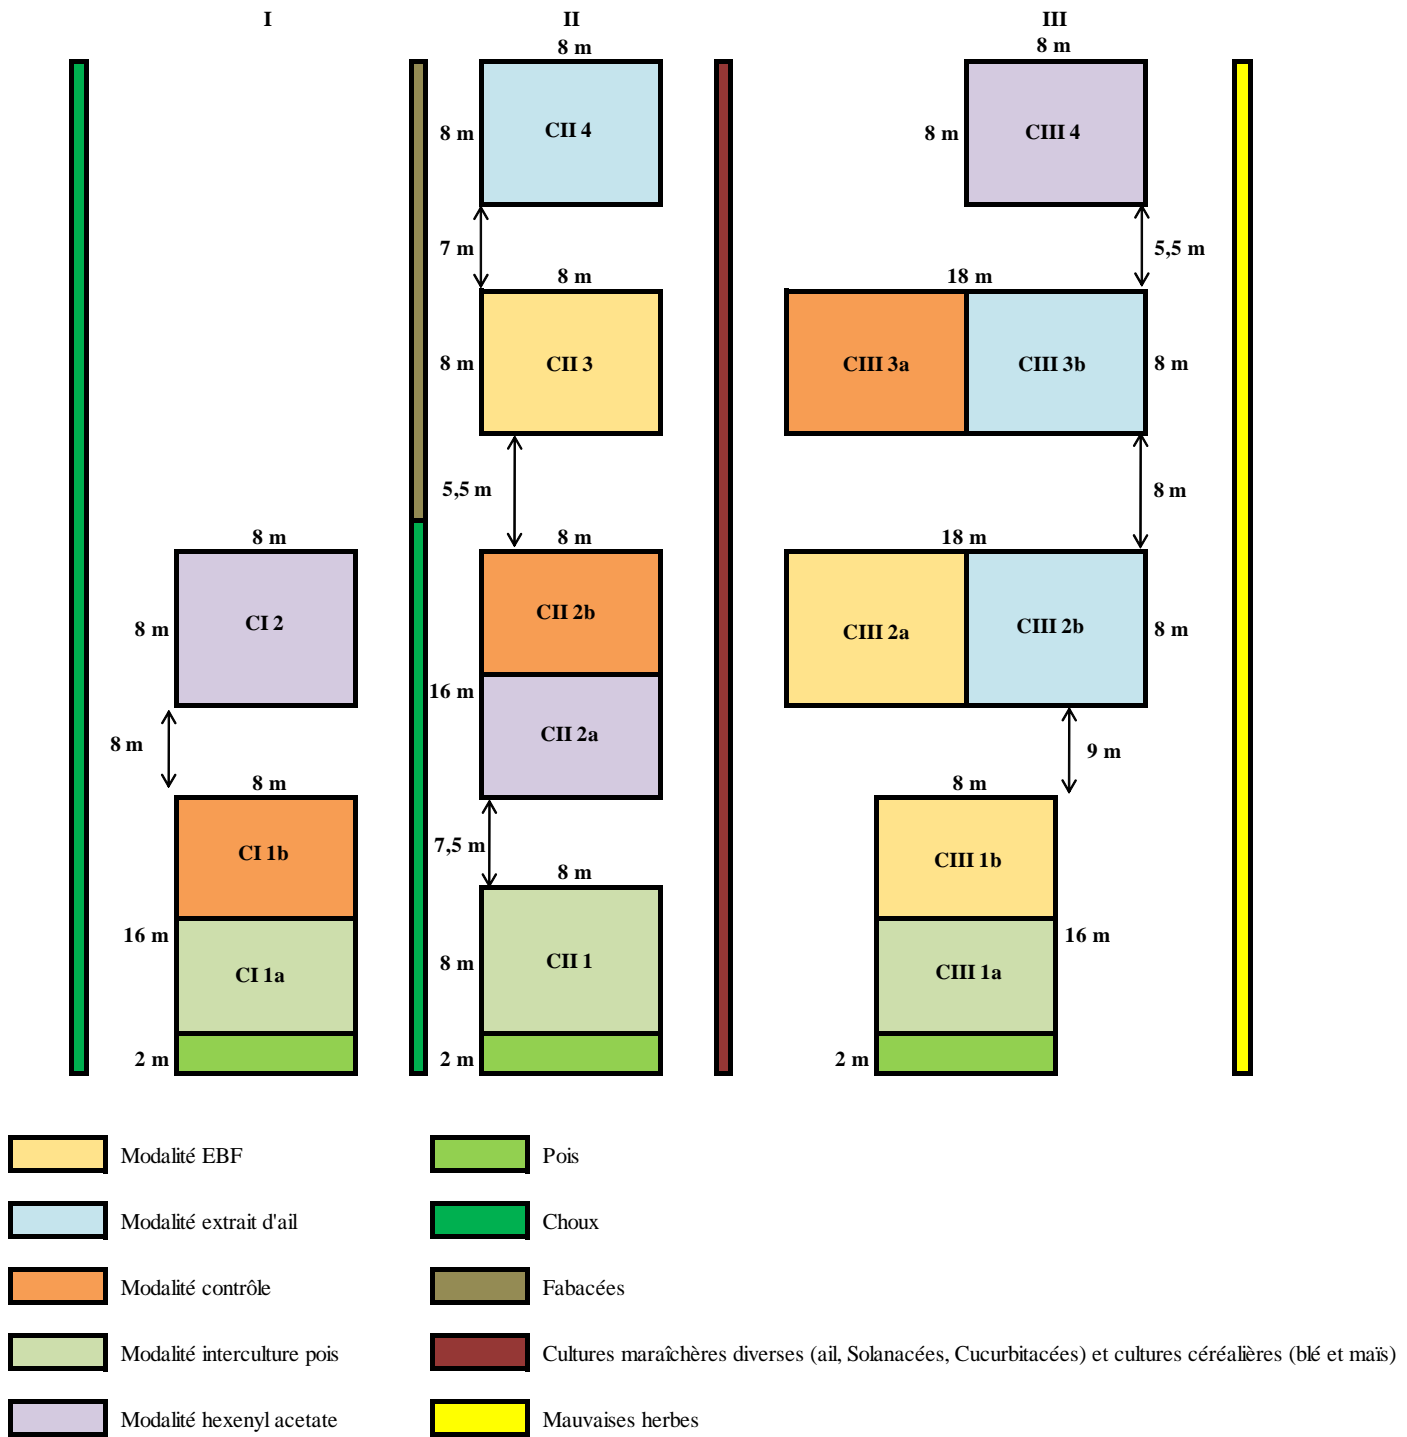 I II III
8 m 8 m
8 m CII 4 8 m CIII 4
7 m 5,5 m
8 m 18 m
8 m CII 3 CIII 3a CIII 3b 8 m
5,5 m 8 m
8 m 8 m 18 m
8 m CI 2 CII 2b CIII 2a CIII 2b 8 m
16 m
CII 2a
8 m 9 m
8 m 8 m
7,5 m
CI 1b 8 m CIII 1b
16 m 16 m
CI 1a 8 m CII 1 CIII 1a
2 m 2 m 2 m
Modalité EBF Pois
Modalité extrait d'ail Choux
Modalité contrôle Fabacées
Modalité interculture pois Cultures maraîchères diverses (ail, Solanacées, Cucurbitacées) et cultures céréalières (blé et maïs)
Modalité hexenyl acetate Mauvaises herbes